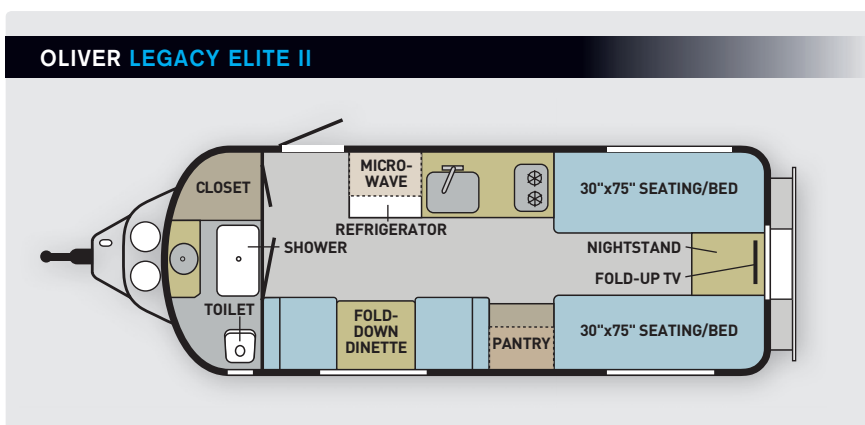 OLIVER LEGACY ELITE II
CLOSET
MICRO-
WAVE
30"x75" SEATING/BED
REFRIGERATOR
SHOWER
NIGHTSTAND
FOLD-UP TV
TOILET
FOLD-
DOWN
DINETTE
PANTRY
30"x75" SEATING/BED